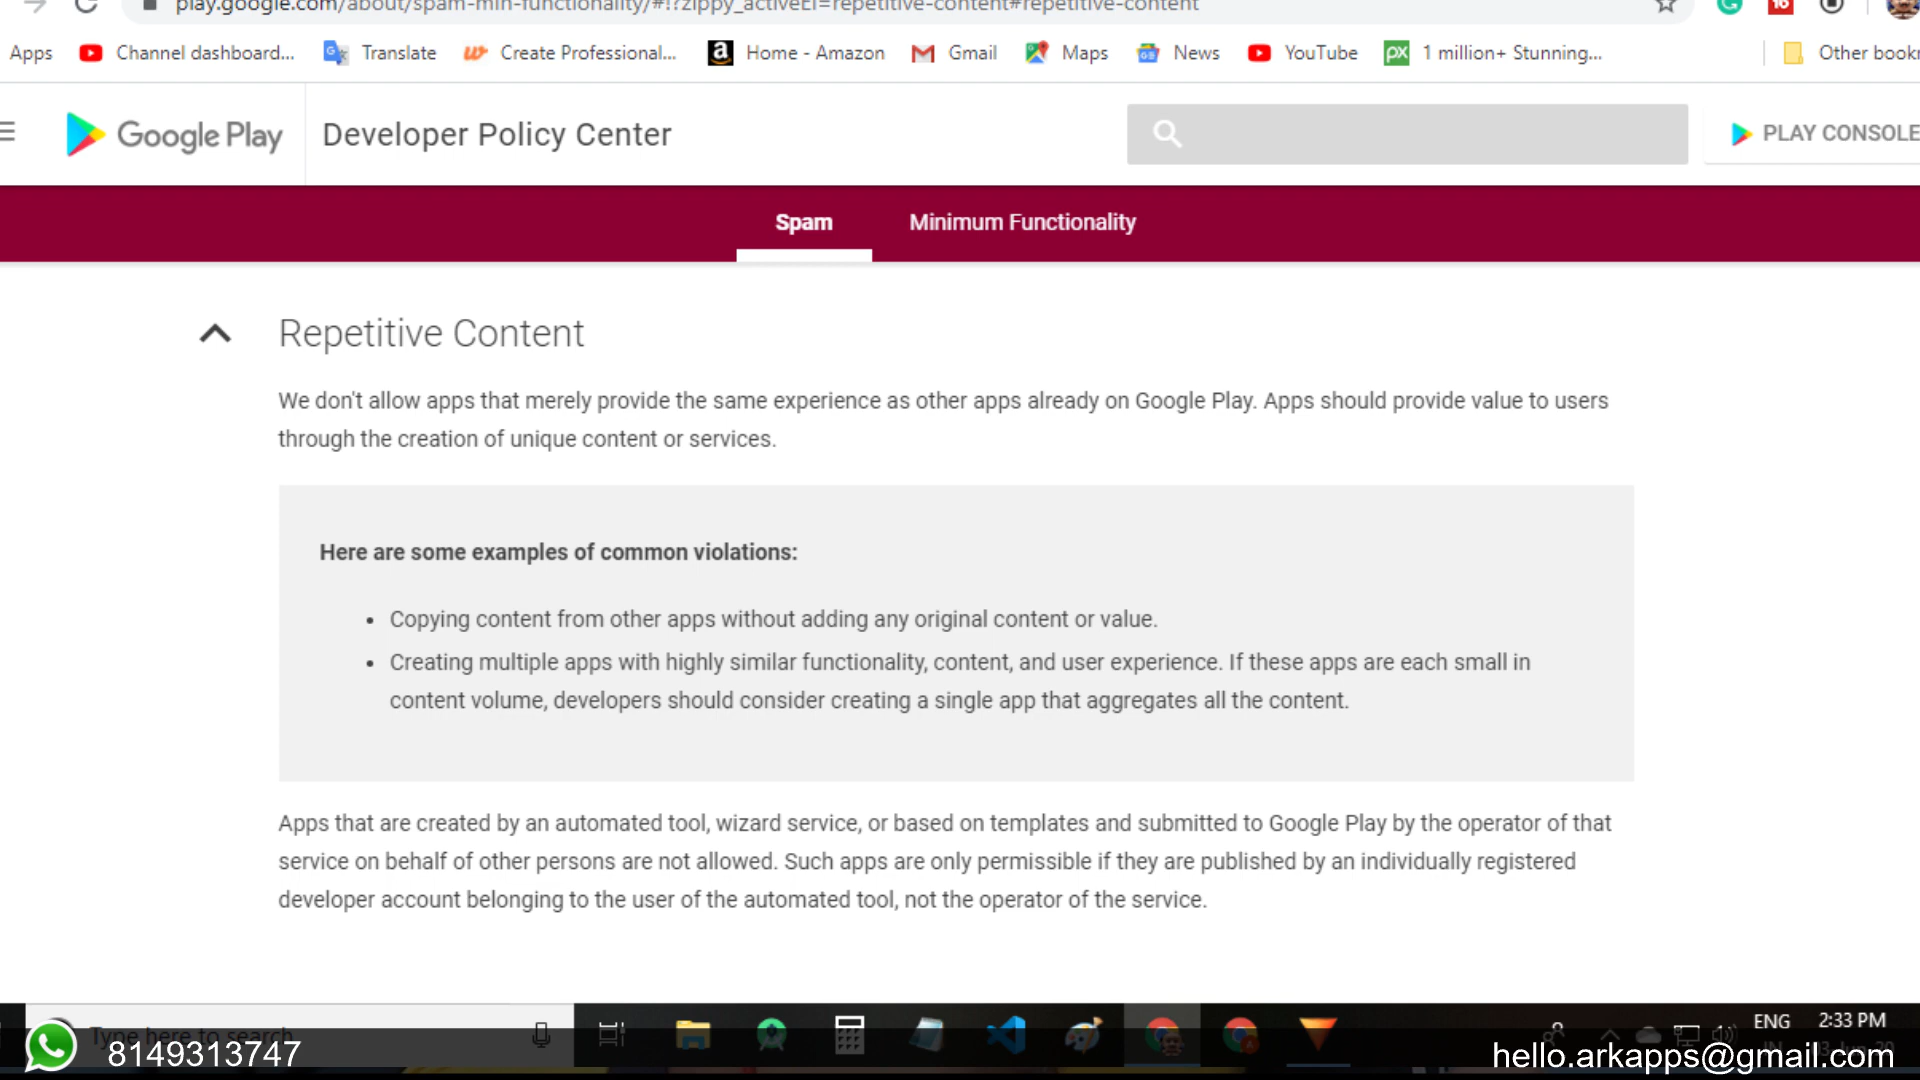 play.google.com/about/spam-min-functionality/#!?zippy_activeEl=repetitive-content#repetitive-content
Apps Channel dashboard... Translate Create Professional... Home - Amazon Gmail Maps News YouTube 1 million+ Stunning... Other bookr
Google Play Developer Policy Center PLAY CONSOLE
Spam Minimum Functionality
Repetitive Content
We don't allow apps that merely provide the same experience as other apps already on Google Play. Apps should provide value to users
through the creation of unique content or services.
Here are some examples of common violations:
• Copying content from other apps without adding any original content or value.
• Creating multiple apps with highly similar functionality, content, and user experience. If these apps are each small in
content volume, developers should consider creating a single app that aggregates all the content.
Apps that are created by an automated tool, wizard service, or based on templates and submitted to Google Play by the operator of that
service on behalf of other persons are not allowed. Such apps are only permissible if they are published by an individually registered
developer account belonging to the user of the automated tool, not the operator of the service.
Type here to search
ENG 2:33 PM
8149313747
hello.arkapps@gmail.com